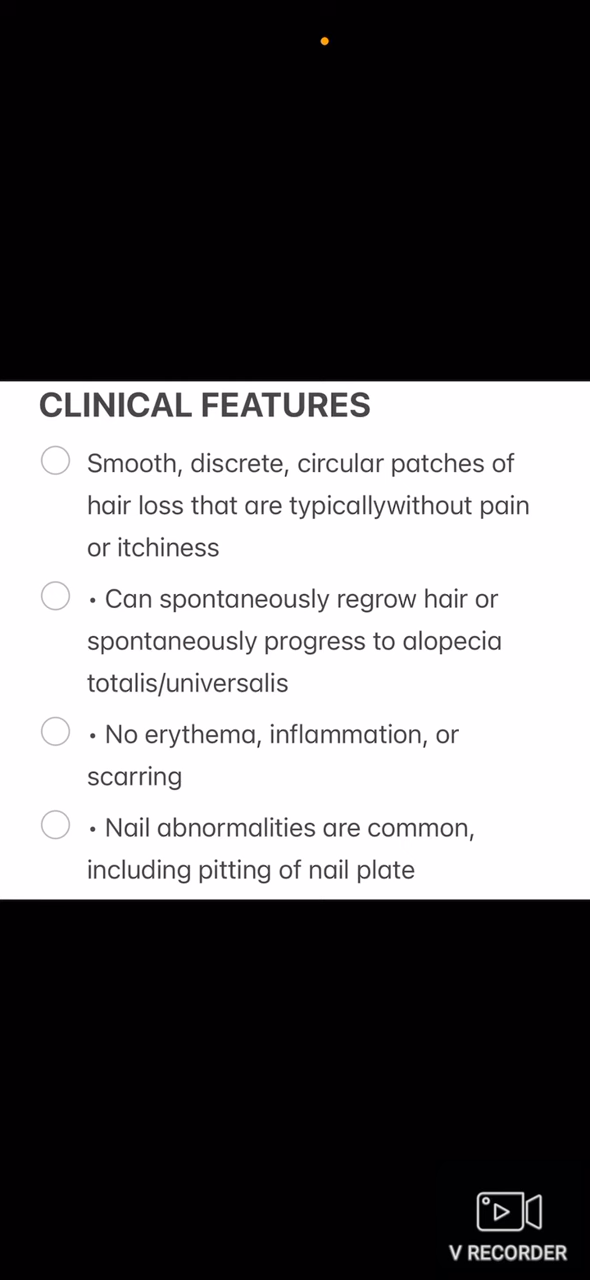 CLINICAL FEATURES
Smooth, discrete, circular patches of
hair loss that are typicallywithout pain
or itchiness
• Can spontaneously regrow hair or
spontaneously progress to alopecia
totalis/universalis
• No erythema, inflammation, or
scarring
• Nail abnormalities are common,
including pitting of nail plate
V RECORDER